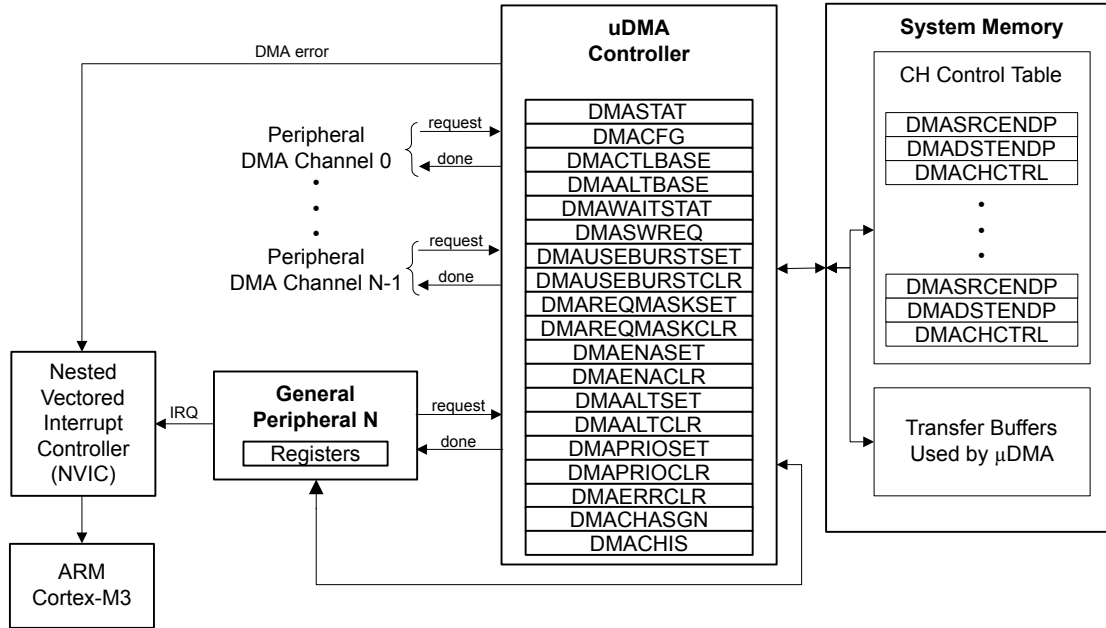 uDMA
Controller
DMASTAT
DMACFG
DMACTLBASE
DMAALTBASE
DMAWAITSTAT
DMASWREQ
DMAUSEBURSTSET
DMAUSEBURSTCLR
DMAREQMASKSET
DMAREQMASKCLR
DMAENASET
DMAENACLR
DMAALTSET
DMAALTCLR
DMAPRIOSET
DMAPRIOCLR
DMAERRCLR
DMACHASGN
DMACHIS
System Memory
CH Control Table
DMASRCENDP
DMADSTENDP
DMACHCTRL
•
•
•
DMASRCENDP
DMADSTENDP
DMACHCTRL
Transfer Buffers
Used by μDMA
DMA error
Peripheral
DMA Channel 0
request
done
•
•
•
Peripheral
DMA Channel N-1
request
done
Nested
Vectored
Interrupt
Controller
(NVIC)
IRQ
General
Peripheral N
Registers
request
done
ARM
Cortex-M3